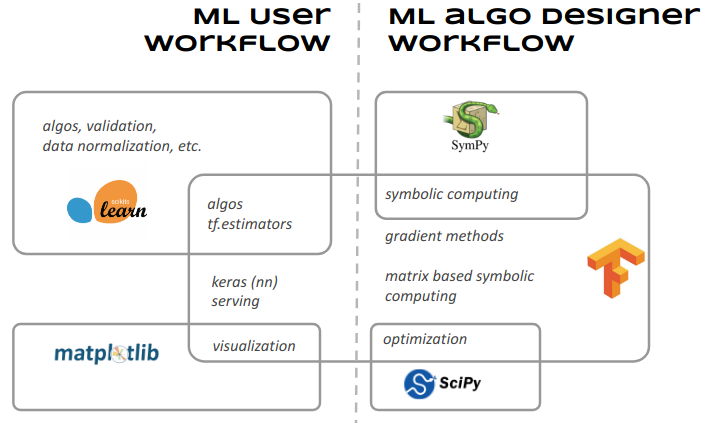 ML User
Workflow
ML algo Designer
Workflow
algos, validation,
data normalization, etc.
scikits
learn
algos
tf.estimators
keras (nn)
serving
matplotlib
visualization
SymPy
symbolic computing
gradient methods
matrix based symbolic
computing
optimization
SciPy